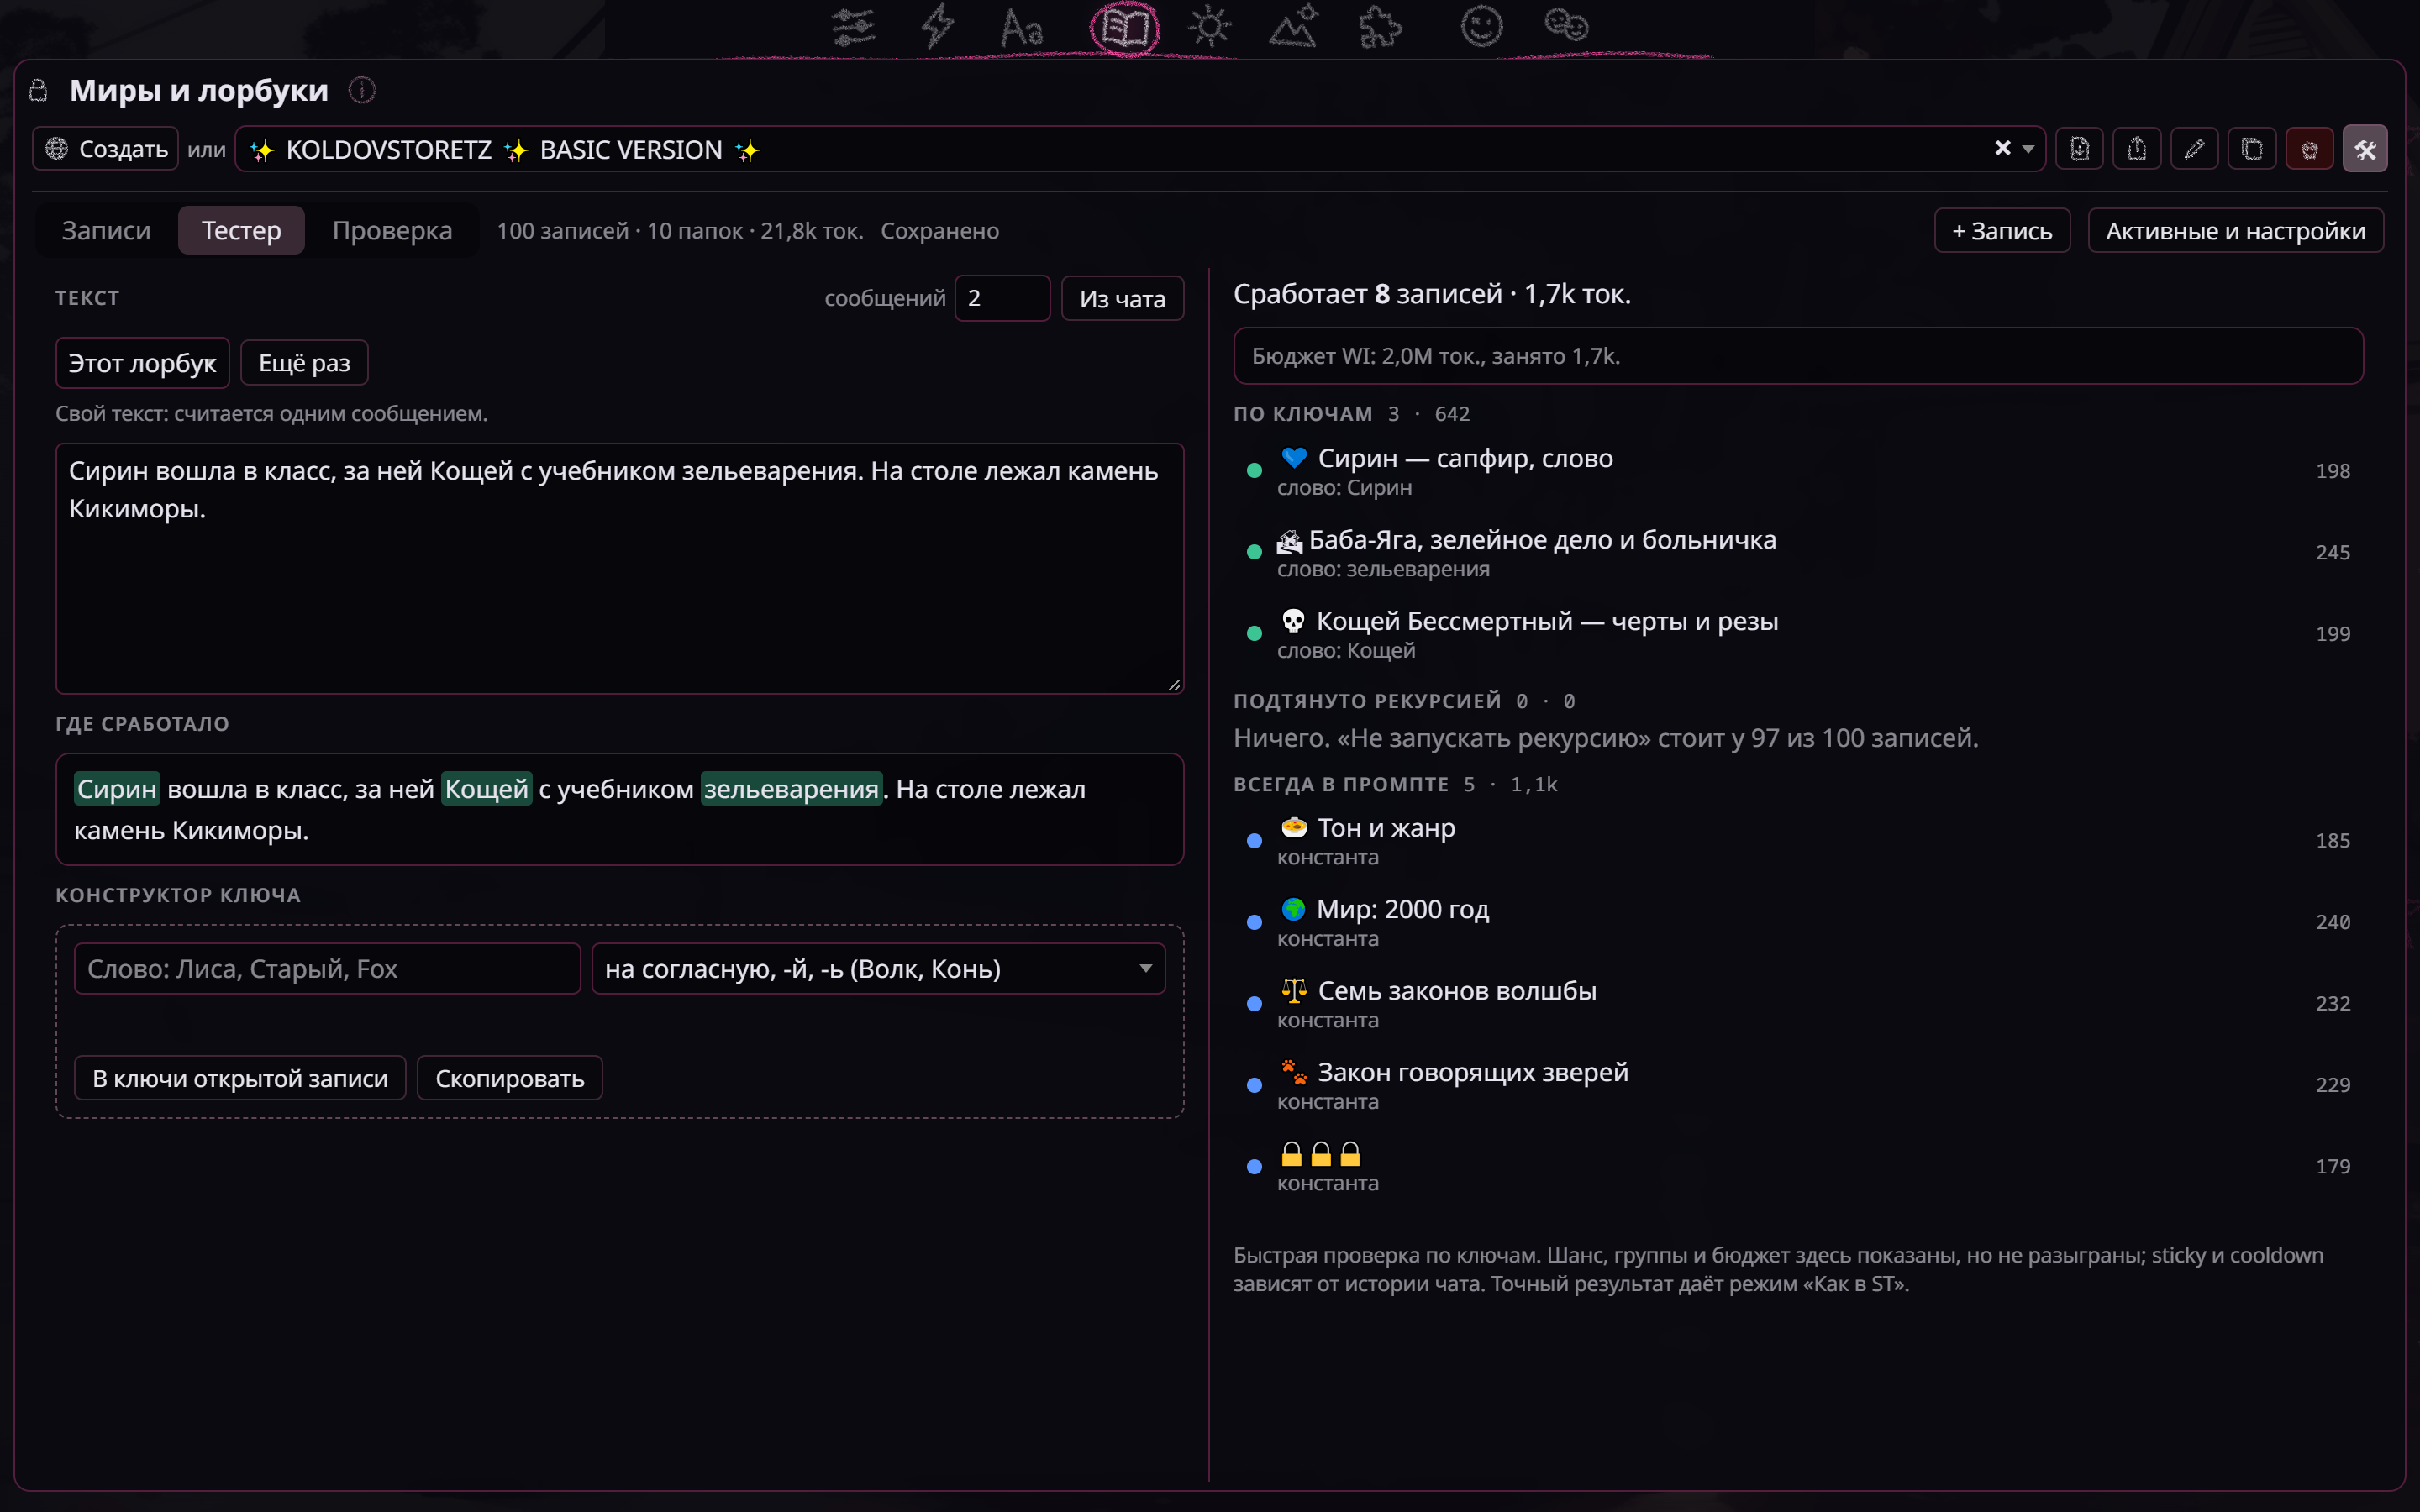 Aa
Миры и лорбуки
Создать или ✨ KOLDOVSTORETZ ✨ BASIC VERSION ✨
Записи Тестер Проверка 100 записей · 10 папок · 21,8k ток. Сохранено + Запись Активные и настройки
ТЕКСТ сообщений 2 Из чата
Этот лорбук Ещё раз
Свой текст: считается одним сообщением.
Сирин вошла в класс, за ней Кощей с учебником зельеварения. На столе лежал камень
Кикиморы.
ГДЕ СРАБОТАЛО
Сирин вошла в класс, за ней Кощей с учебником зельеварения. На столе лежал
камень Кикиморы.
КОНСТРУКТОР КЛЮЧА
Слово: Лиса, Старый, Fox на согласную, -й, -ь (Волк, Конь)
В ключи открытой записи Скопировать
Сработает 8 записей · 1,7k ток.
Бюджет WI: 2,0M ток., занято 1,7k.
ПО КЛЮЧАМ 3 · 642
💙 Сирин — сапфир, слово 198
слово: Сирин
Баба-Яга, зелейное дело и больничка 245
слово: зельеварения
💀 Кощей Бессмертный — черты и резы 199
слово: Кощей
ПОДТЯНУТО РЕКУРСИЕЙ 0 · 0
Ничего. «Не запускать рекурсию» стоит у 97 из 100 записей.
ВСЕГДА В ПРОМПТЕ 5 · 1,1k
🍲 Тон и жанр 185
константа
🌍 Мир: 2000 год 240
константа
⚖️ Семь законов волшбы 232
константа
🐾 Закон говорящих зверей 229
константа
🔒🔒🔒 179
константа
Быстрая проверка по ключам. Шанс, группы и бюджет здесь показаны, но не разыграны; sticky и cooldown
зависят от истории чата. Точный результат даёт режим «Как в ST».